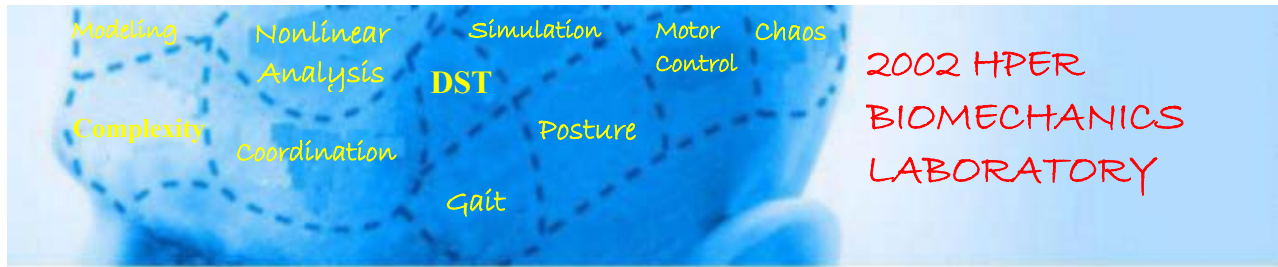 Modeling
Nonlinear
Analysis
Simulation
Motor
Control
Chaos
DST
Complexity
Coordination
Posture
Gait
2002 HPER
BIOMECHANICS
LABORATORY